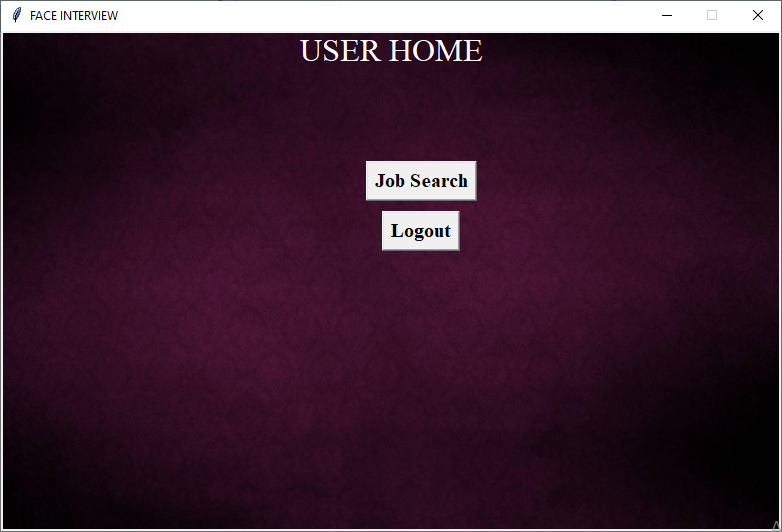 FACE INTERVIEW
USER HOME
Job Search
Logout